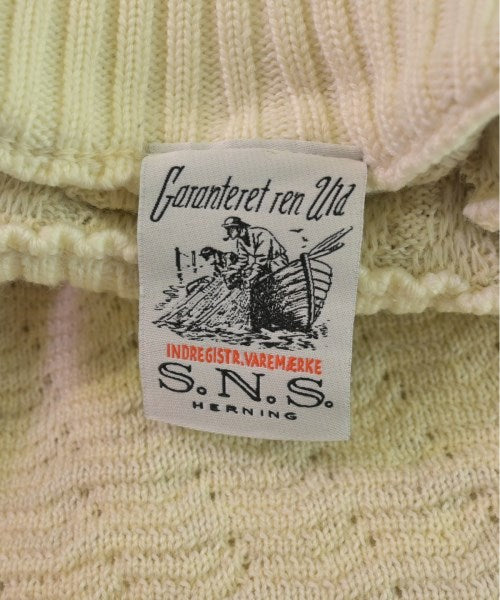 Garanteret ren Uld
INDREGISTR. VAREMÆRKE
S.N.S.
HERNING